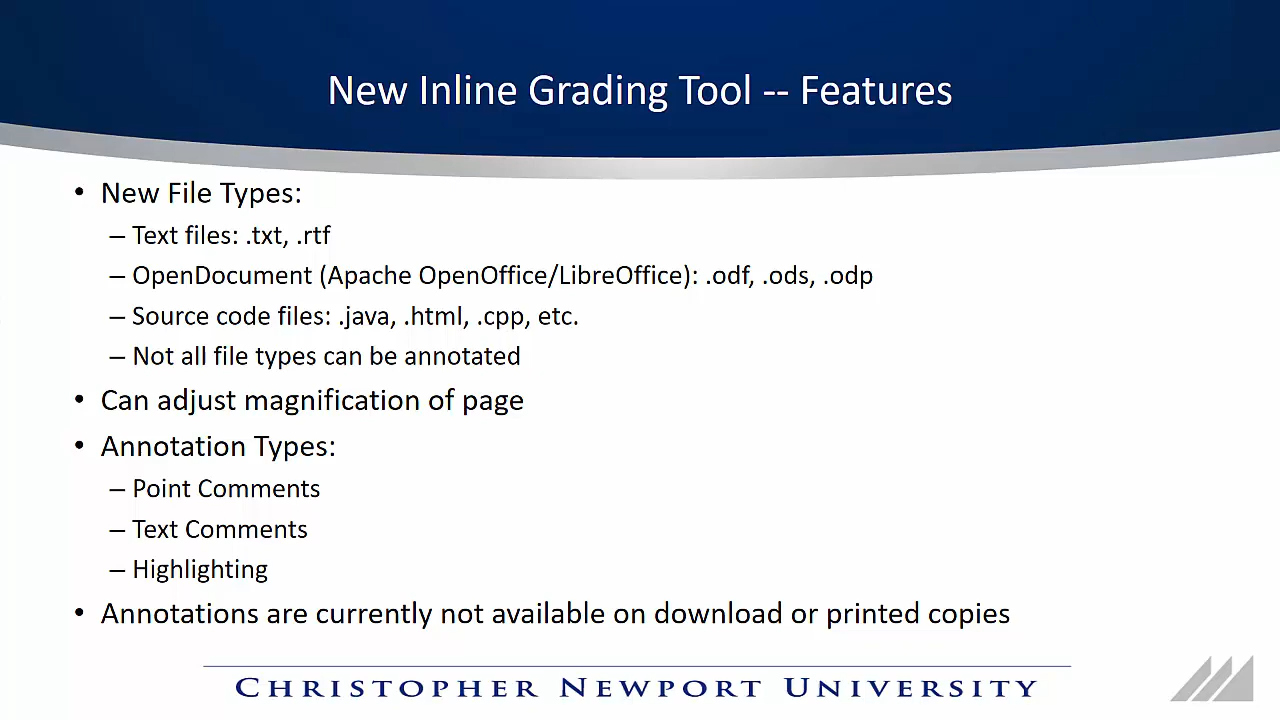 New Inline Grading Tool -- Features
• New File Types:
– Text files: .txt, .rtf
– OpenDocument (Apache OpenOffice/LibreOffice): .odf, .ods, .odp
– Source code files: .java, .html, .cpp, etc.
– Not all file types can be annotated
• Can adjust magnification of page
• Annotation Types:
– Point Comments
– Text Comments
– Highlighting
• Annotations are currently not available on download or printed copies
CHRISTOPHER NEWPORT UNIVERSITY